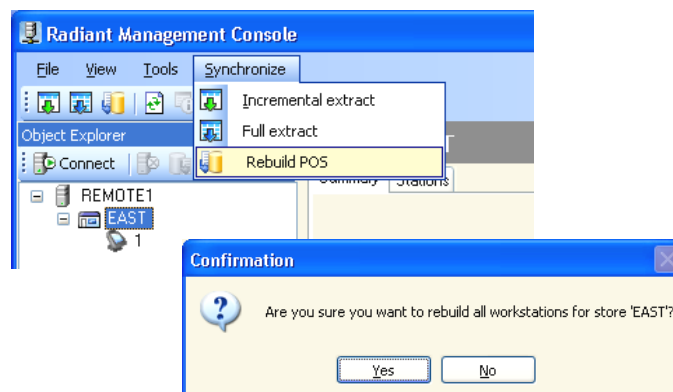 Radiant Management Console
File View Tools Synchronize
Incremental extract
Full extract
Rebuild POS
Object Explorer
Connect
Summary Stations
REMOTE1
EAST
1
Confirmation
Are you sure you want to rebuild all workstations for store 'EAST'?
Yes No